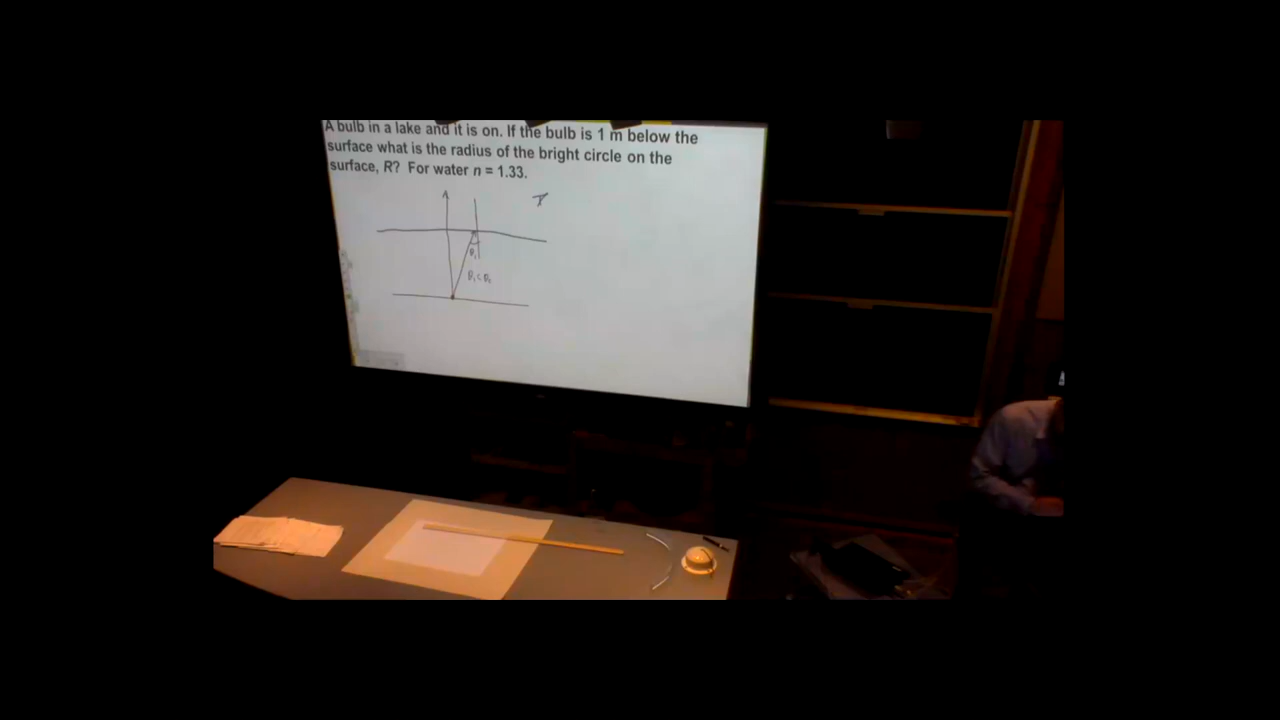 A bulb in a lake and it is on. If the bulb is 1 m below the
surface what is the radius of the bright circle on the
surface, R? For water n = 1.33.
θ₁